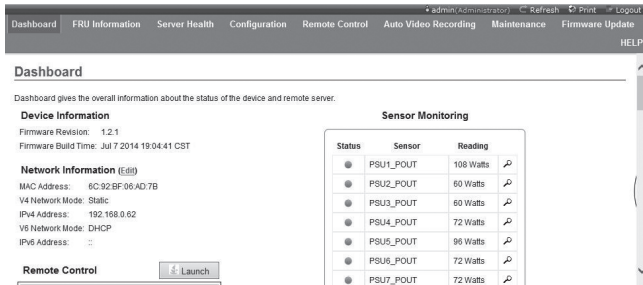 admin(Administrator) Refresh Print Logout
Dashboard FRU Information Server Health Configuration Remote Control Auto Video Recording Maintenance Firmware Update
HELP
Dashboard
Dashboard gives the overall information about the status of the device and remote server.
Device Information
Firmware Revision: 1.2.1
Firmware Build Time: Jul 7 2014 19:04:41 CST
Network Information (Edit)
MAC Address: 6C:92:BF:06:AD:7B
V4 Network Mode: Static
IPv4 Address: 192.168.0.62
V6 Network Mode: DHCP
IPv6 Address: ::
Remote Control
Launch
Sensor Monitoring
Status Sensor Reading
PSU1_POUT 108 Watts
PSU2_POUT 60 Watts
PSU3_POUT 60 Watts
PSU4_POUT 72 Watts
PSU5_POUT 96 Watts
PSU6_POUT 72 Watts
PSU7_POUT 72 Watts